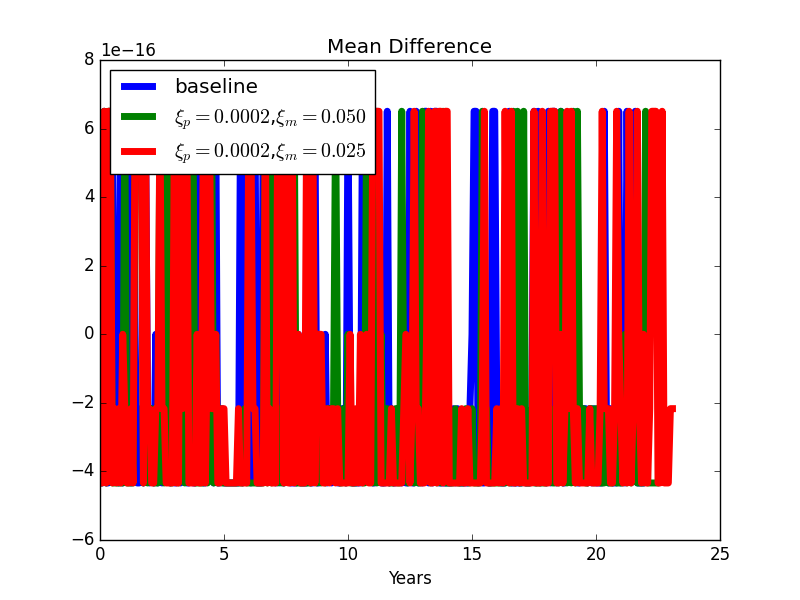 Mean Difference
1e−16
8
6
4
2
0
−2
−4
−6
baseline
ξp = 0.0002,ξm = 0.050
ξp = 0.0002,ξm = 0.025
0 5 10 15 20 25
Years